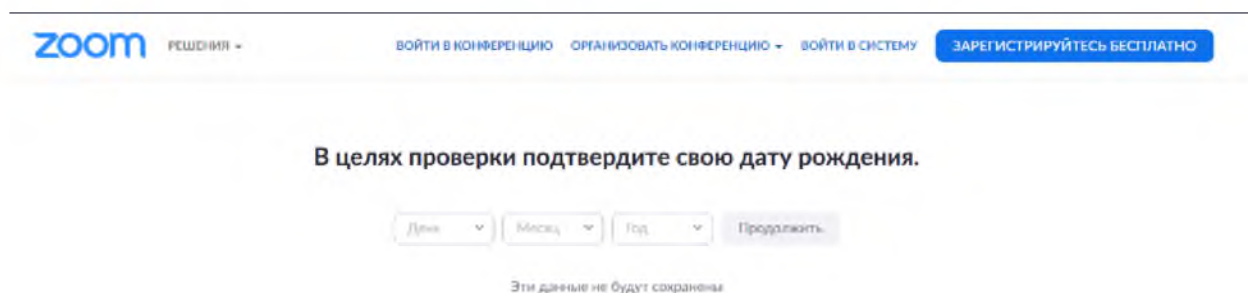 zoom РЕШЕНИЯ ВОЙТИ В КОНФЕРЕНЦИЮ ОРГАНИЗОВАТЬ КОНФЕРЕНЦИЮ ВОЙТИ В СИСТЕМУ ЗАРЕГИСТРИРУЙТЕСЬ БЕСПЛАТНО
В целях проверки подтвердите свою дату рождения.
День Месяц Год Продолжить
Эти данные не будут сохранены